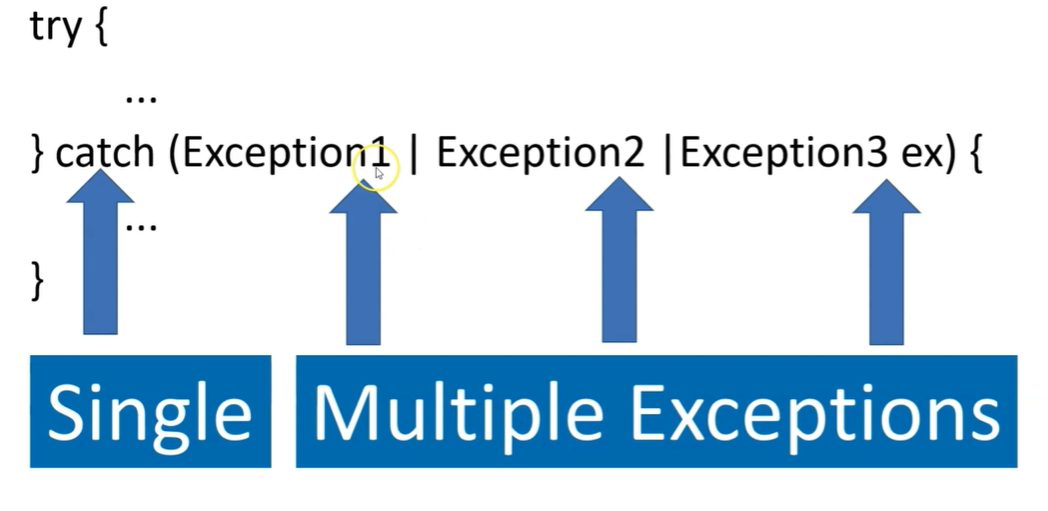 try {
...
} catch (Exception1 | Exception2 |Exception3 ex) {
...
}
Single
Multiple Exceptions